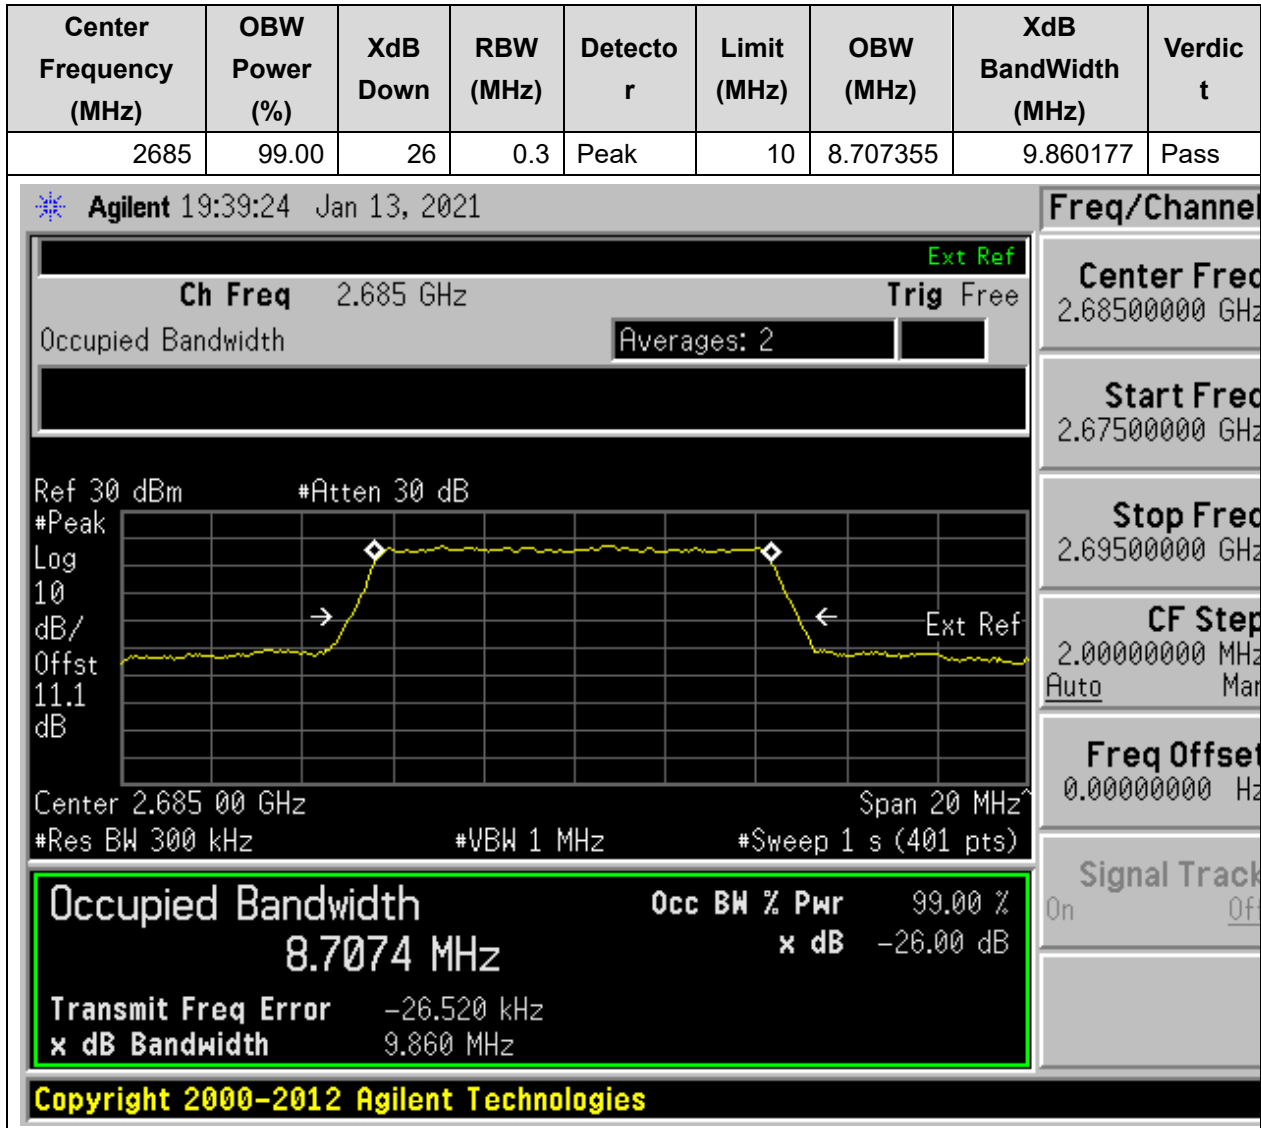 Center Frequency (MHz) OBW Power (%) XdB Down RBW (MHz) Detecto r Limit (MHz) OBW (MHz) XdB BandWidth (MHz) Verdic t
2685 99.00 26 0.3 Peak 10 8.707355 9.860177 Pass
Agilent 19:39:24 Jan 13, 2021
Freq/Channel
Ext Ref
Ch Freq 2.685 GHz Trig Free
Occupied Bandwidth Averages: 2
Center Freq
2.68500000 GHz
Start Freq
2.67500000 GHz
Stop Freq
2.69500000 GHz
CF Step
2.00000000 MHz
Auto Man
Freq Offset
0.00000000 Hz
Signal Track
On Off
Ref 30 dBm #Atten 30 dB
#Peak
Log
10
dB/
Offst
11.1
dB
Ext Ref
Center 2.685 00 GHz Span 20 MHz^
#Res BW 300 kHz #VBW 1 MHz #Sweep 1 s (401 pts)
Occupied Bandwidth Occ BW % Pwr 99.00 %
8.7074 MHz x dB -26.00 dB
Transmit Freq Error -26.520 kHz
x dB Bandwidth 9.860 MHz
Copyright 2000-2012 Agilent Technologies